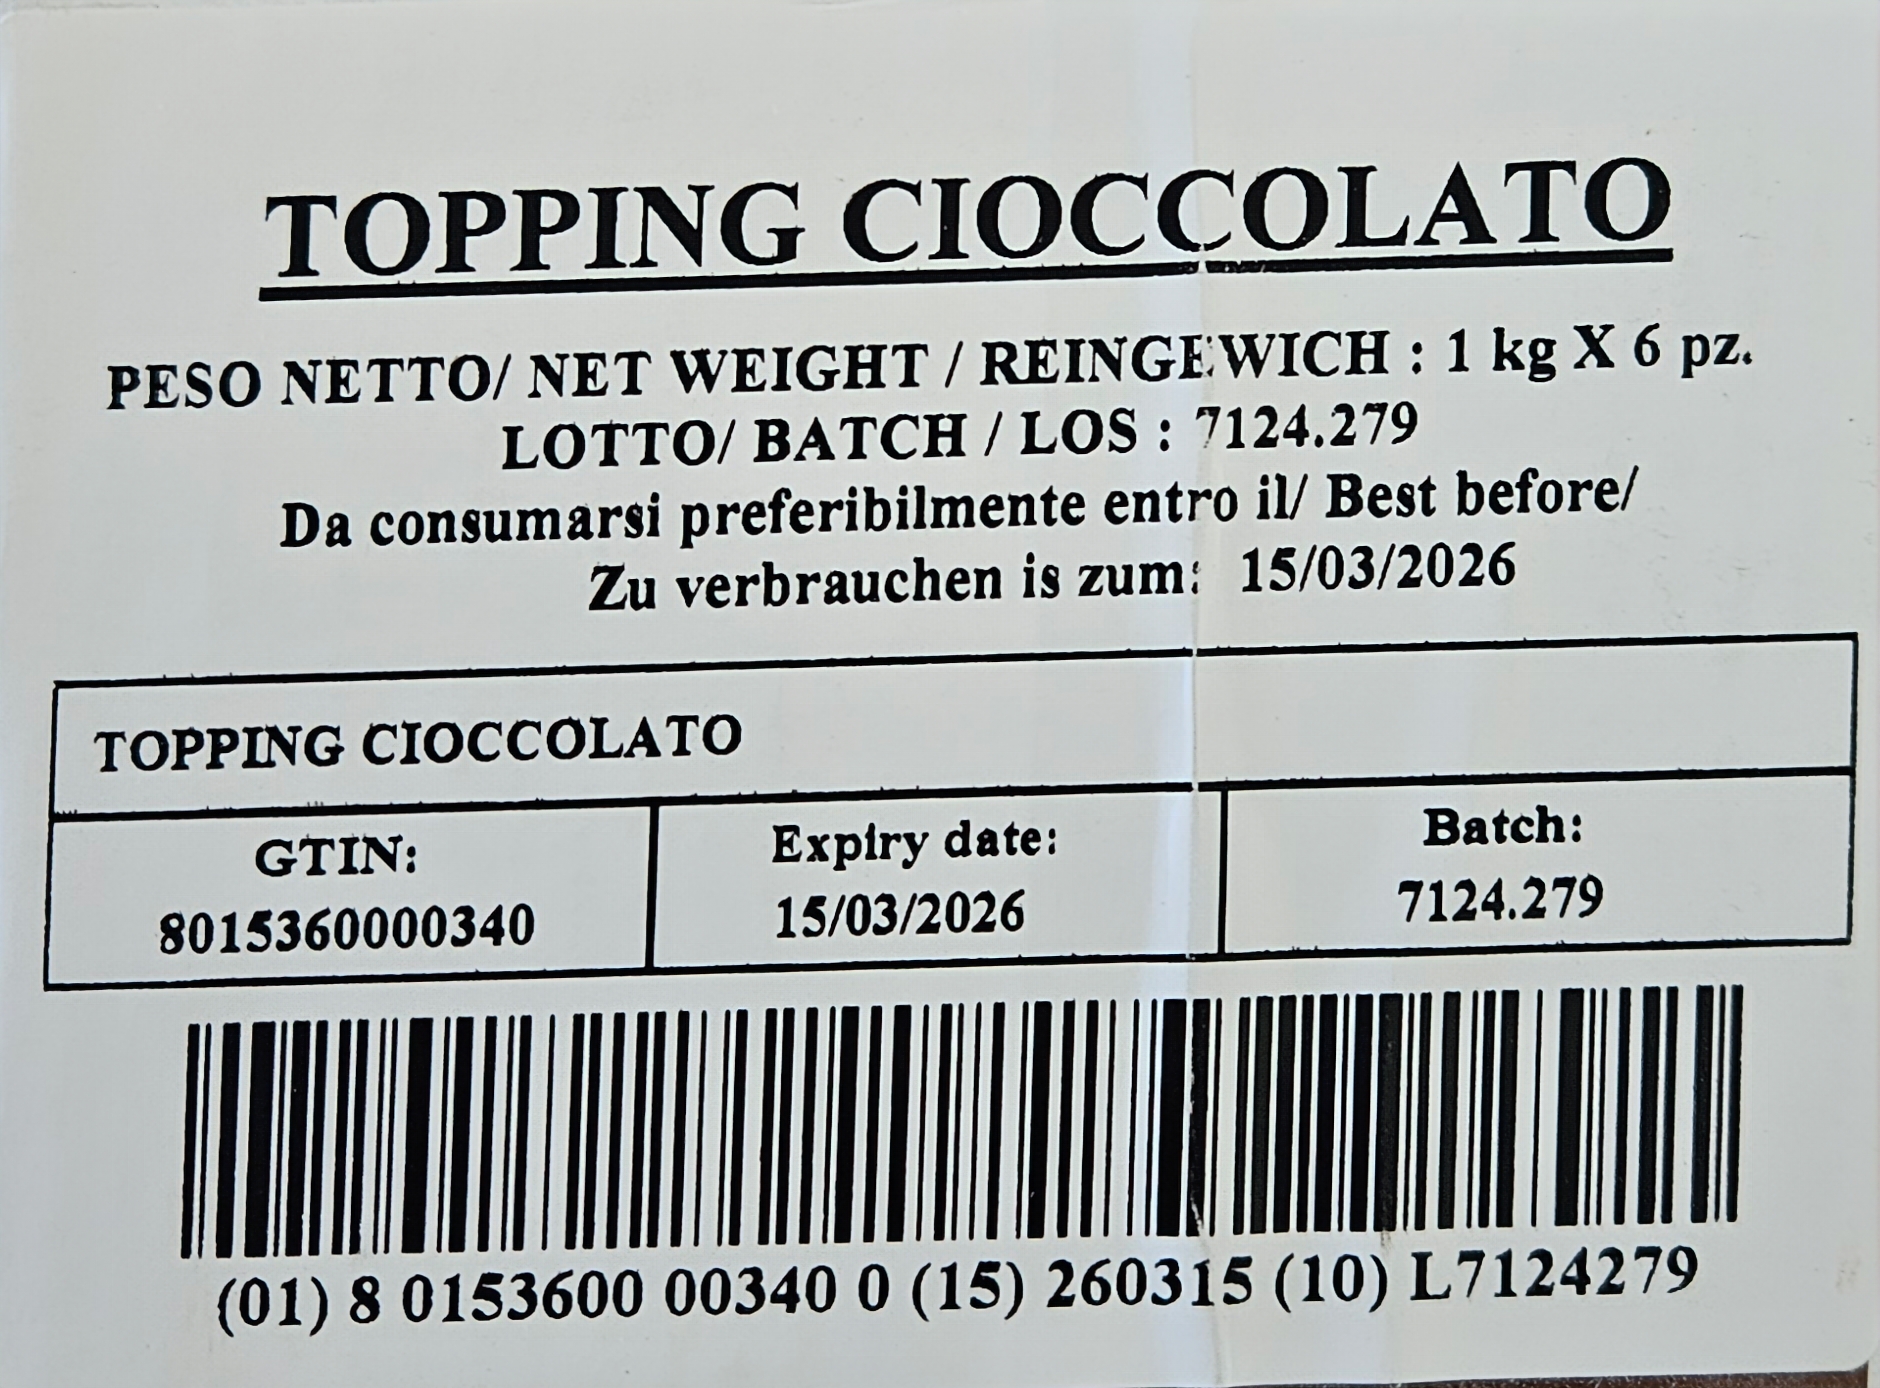 TOPPING CIOCCOLATO
PESO NETTO/ NET WEIGHT / REINGEWICH : 1 kg X 6 pz.
LOTTO/ BATCH / LOS : 7124.279
Da consumarsi preferibilmente entro il/ Best before/
Zu verbrauchen is zum: 15/03/2026
TOPPING CIOCCOLATO
GTIN:
8015360000340
Expiry date:
15/03/2026
Batch:
7124.279
(01) 8 0153600 00340 0 (15) 260315 (10) L7124279